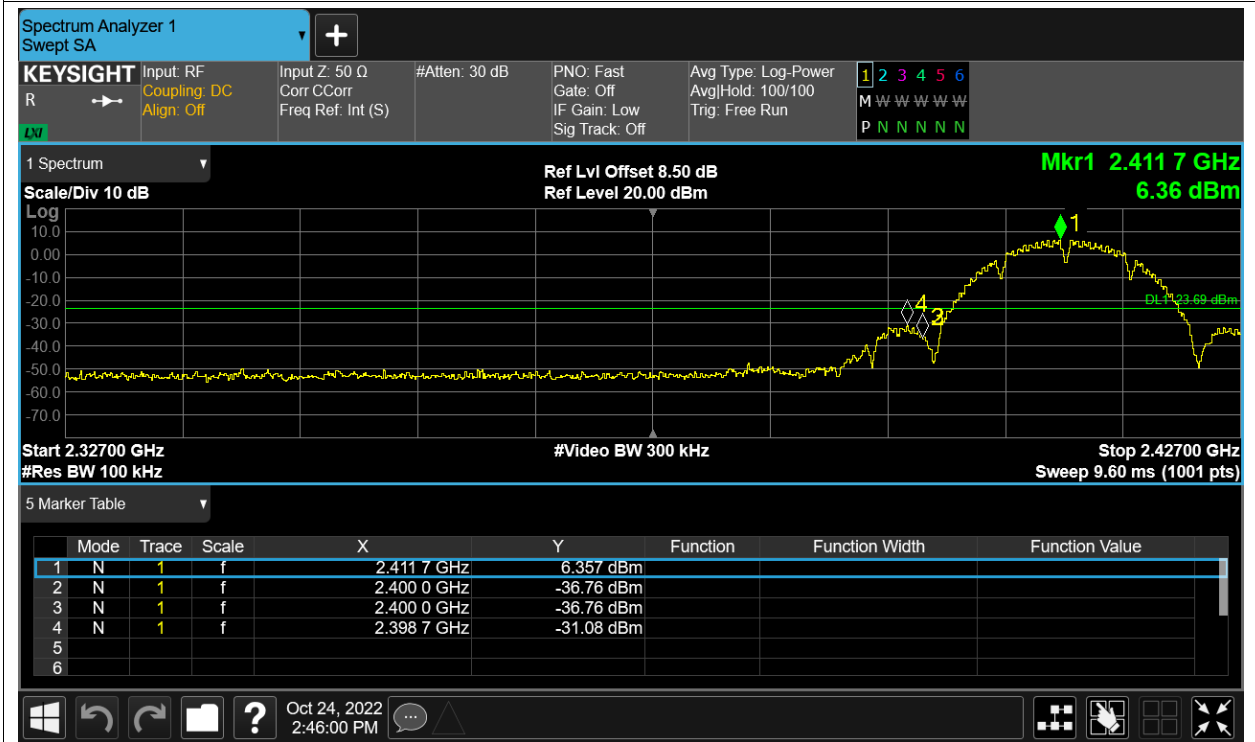 Spectrum Analyzer 1
Swept SA
+
KEYSIGHT
R
LXI
Input: RF
Coupling: DC
Align: Off
Input Z: 50 Ω
Corr CCorr
Freq Ref: Int (S)
#Atten: 30 dB
PNO: Fast
Gate: Off
IF Gain: Low
Sig Track: Off
Avg Type: Log-Power
Avg|Hold: 100/100
Trig: Free Run
1 2 3 4 5 6
M W W W W W
P N N N N N
1 Spectrum
Scale/Div 10 dB
Ref Lvl Offset 8.50 dB
Ref Level 20.00 dBm
Mkr1 2.411 7 GHz
6.36 dBm
Log
10.0
0.00
-10.0
-20.0
-30.0
-40.0
-50.0
-60.0
-70.0
1
4
DL1 -23.69 dBm
Start 2.32700 GHz
#Res BW 100 kHz
#Video BW 300 kHz
Stop 2.42700 GHz
Sweep 9.60 ms (1001 pts)
5 Marker Table
Mode Trace Scale X Y Function Function Width Function Value
1 N 1 f 2.411 7 GHz 6.357 dBm
2 N 1 f 2.400 0 GHz -36.76 dBm
3 N 1 f 2.400 0 GHz -36.76 dBm
4 N 1 f 2.398 7 GHz -31.08 dBm
5
6
?
Oct 24, 2022
2:46:00 PM